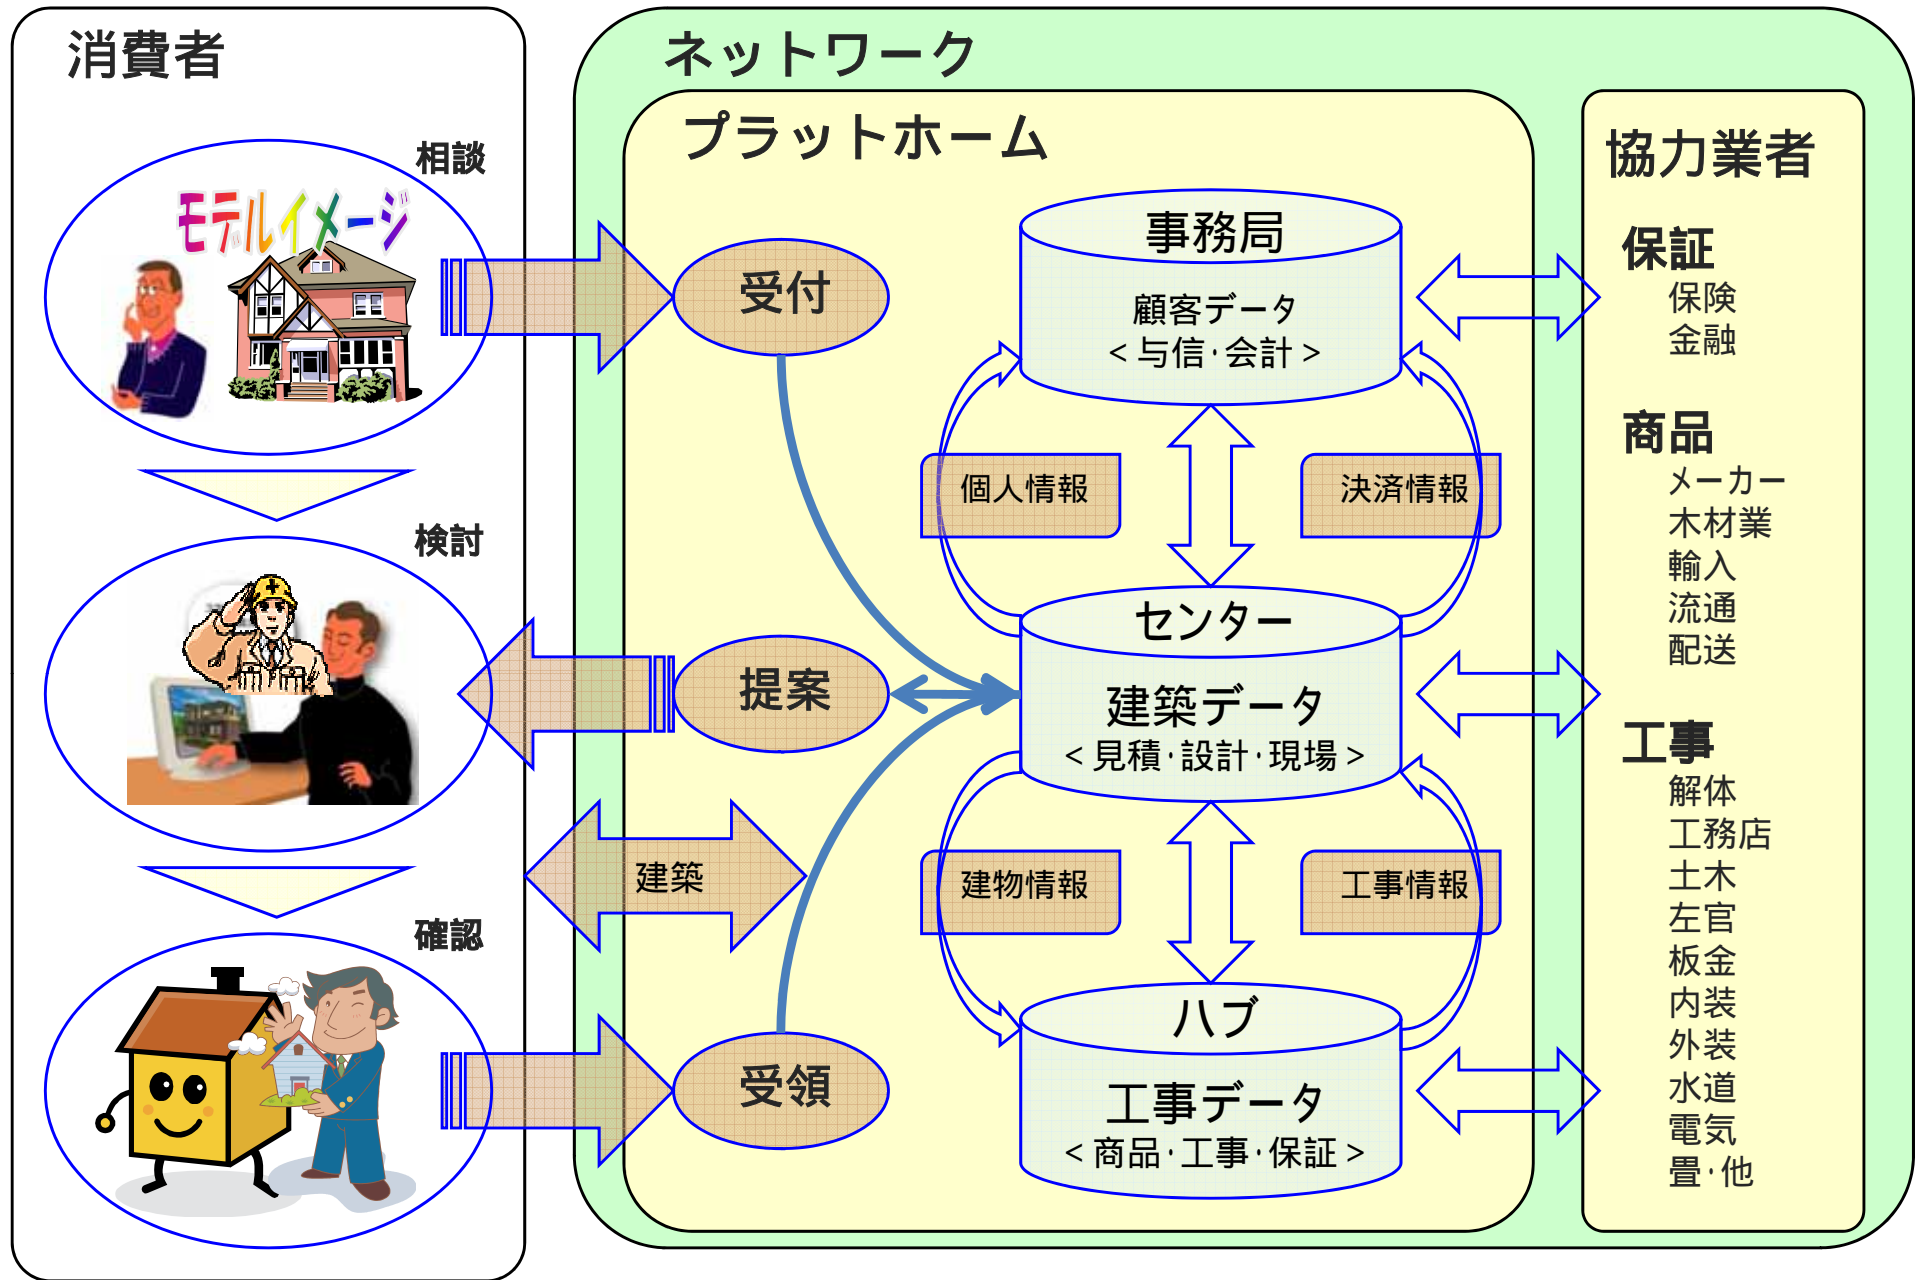 消費者
相談
モデルイメージ
検討
確認
ネットワーク
プラットホーム
受付
提案
建築
受領
事務局
顧客データ
<与信・会計>
個人情報
決済情報
センター
建築データ
<見積・設計・現場>
建物情報
工事情報
ハブ
工事データ
<商品・工事・保証>
協力業者
保証
保険
金融
商品
メーカー
木材業
輸入
流通
配送
工事
解体
工務店
土木
左官
板金
内装
外装
水道
電気
畳・他